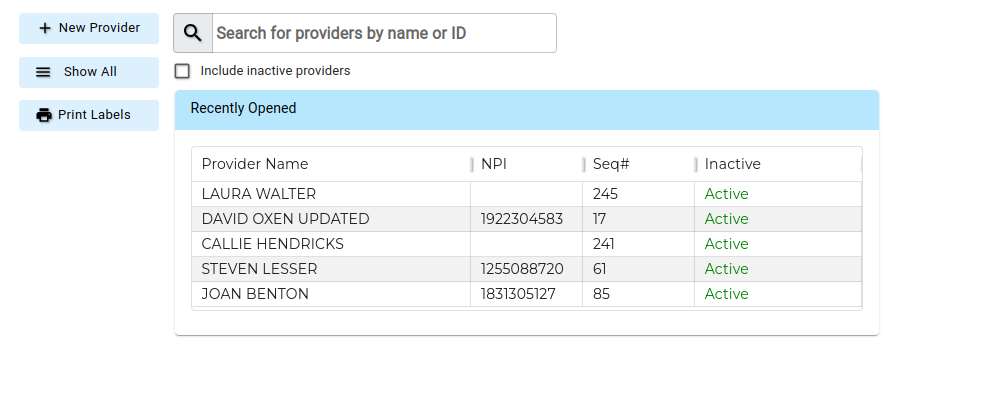 New Provider
Show All
Print Labels
Search for providers by name or ID
Include inactive providers
Recently Opened
Provider Name NPI Seq# Inactive
LAURA WALTER 245 Active
DAVID OXEN UPDATED 1922304583 17 Active
CALLIE HENDRICKS 241 Active
STEVEN LESSER 1255088720 61 Active
JOAN BENTON 1831305127 85 Active